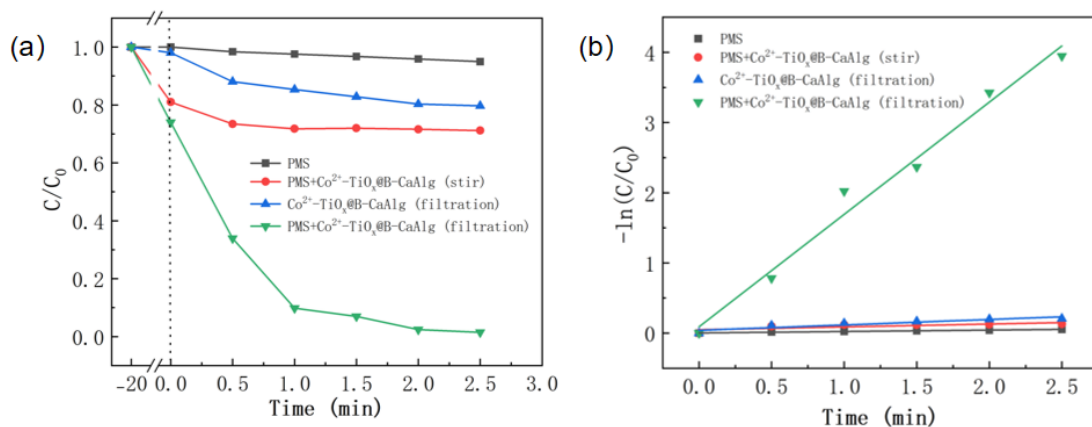 (a)
C/C₀
1.0
0.8
0.6
0.4
0.2
0.0
PMS
PMS+Co²⁺-TiOₓ@B-CaAlg (stir)
Co²⁺-TiOₓ@B-CaAlg (filtration)
PMS+Co²⁺-TiOₓ@B-CaAlg (filtration)
-20 0.0 0.5 1.0 1.5 2.0 2.5 3.0
Time (min)
(b)
-ln(C/C₀)
4
3
2
1
0
PMS
PMS+Co²⁺-TiOₓ@B-CaAlg (stir)
Co²⁺-TiOₓ@B-CaAlg (filtration)
PMS+Co²⁺-TiOₓ@B-CaAlg (filtration)
0.0 0.5 1.0 1.5 2.0 2.5
Time (min)